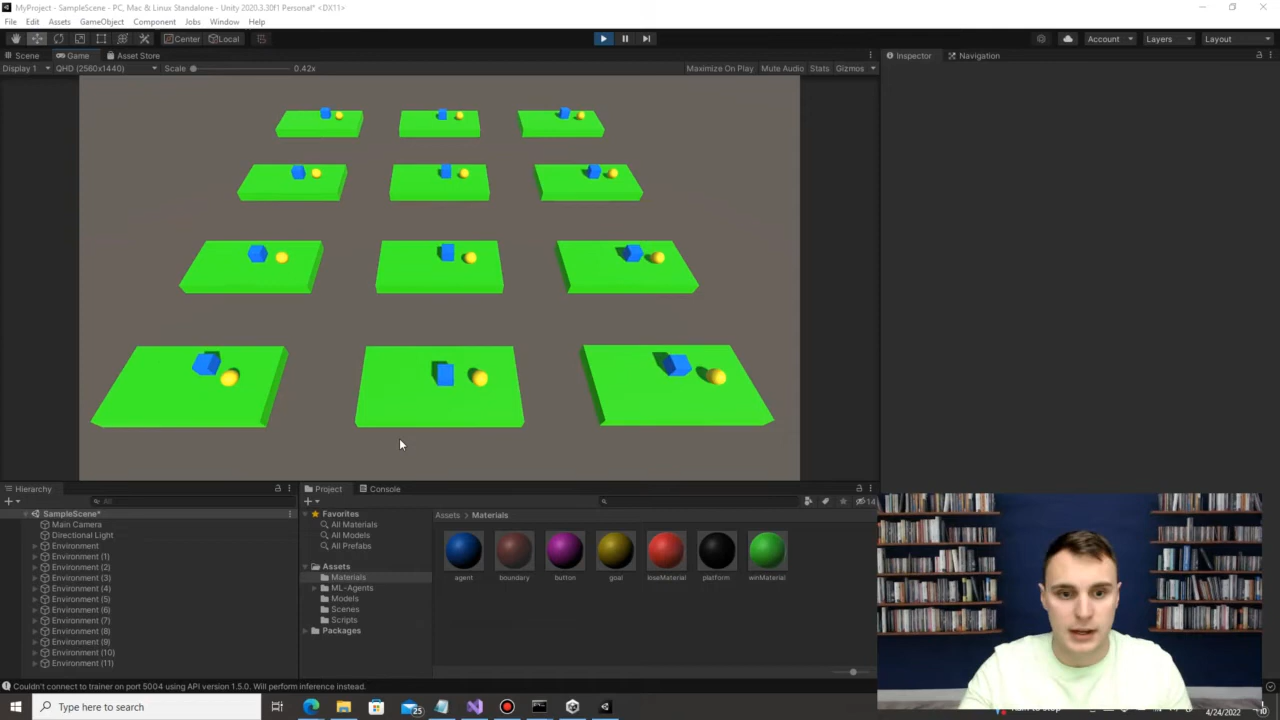 MyProject - SampleScene - PC, Mac & Linux Standalone - Unity 2020.3.30f1 Personal* <DX11>
File Edit Assets GameObject Component Jobs Window Help
Center Local Account Layers Layout
Scene Game Asset Store Inspector Navigation
Display 1 QHD (2560x1440) Scale 0.42x Maximize On Play Mute Audio Stats Gizmos
Hierarchy Project Console
All 14
SampleScene*
Main Camera
Directional Light
Environment
Environment (1)
Environment (2)
Environment (3)
Environment (4)
Environment (5)
Environment (6)
Environment (7)
Environment (8)
Environment (9)
Environment (10)
Environment (11)
Favorites
All Materials
All Models
All Prefabs
Assets
Materials
ML-Agents
Models
Scenes
Scripts
Packages
Assets > Materials
agent boundary button goal loseMaterial platform winMaterial
Couldn't connect to trainer on port 5004 using API version 1.5.0. Will perform inference instead.
Type here to search 25 Rain to stop
4/24/2022